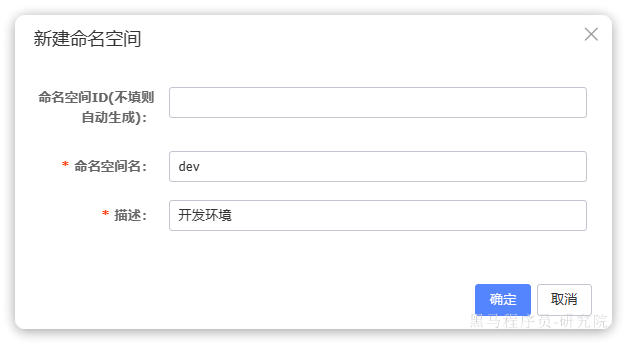 新建命名空间
命名空间ID(不填则
自动生成):
* 命名空间名:
dev
* 描述:
开发环境
确定
取消
黑马程序员-研究院